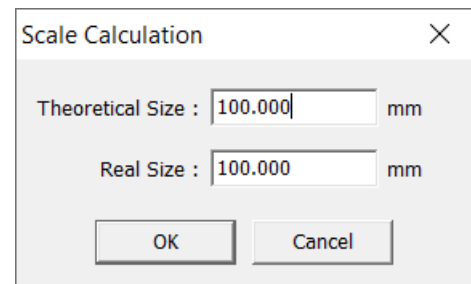 Scale Calculation
Theoretical Size : 100.000 mm
Real Size : 100.000 mm
OK Cancel